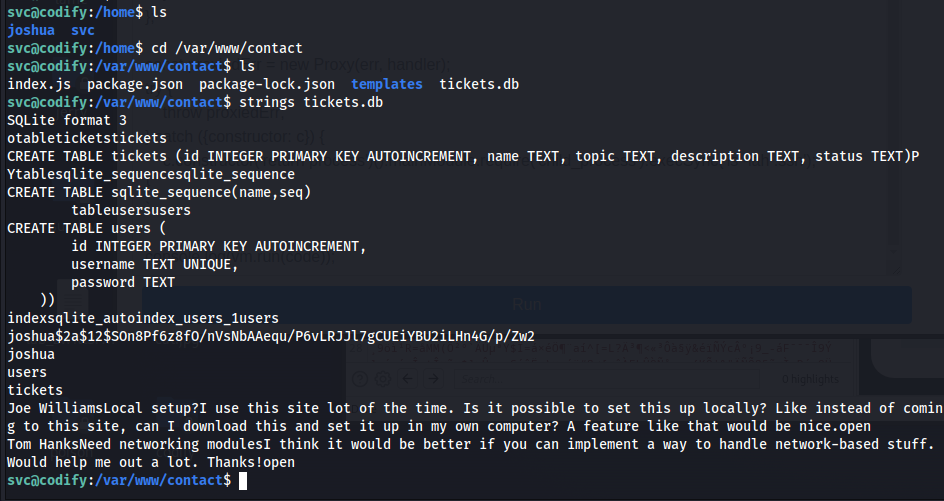 svc@codify:/home$ ls
joshua  svc
svc@codify:/home$ cd /var/www/contact
svc@codify:/var/www/contact$ ls
index.js  package.json  package-lock.json  templates  tickets.db
svc@codify:/var/www/contact$ strings tickets.db
SQLite format 3
otableticketstickets
CREATE TABLE tickets (id INTEGER PRIMARY KEY AUTOINCREMENT, name TEXT, topic TEXT, description TEXT, status TEXT)P
Ytablesqlite_sequencesqlite_sequence
CREATE TABLE sqlite_sequence(name,seq)
        tableusersusers
CREATE TABLE users (
        id INTEGER PRIMARY KEY AUTOINCREMENT,
        username TEXT UNIQUE,
        password TEXT
    ))
Run
indexsqlite_autoindex_users_1users
joshua$2a$12$SOn8Pf6z8fO/nVsNbAAequ/P6vLRJJl7gCUEiYBU2iLHn4G/p/Zw2
joshua
users
0 highlights
tickets
Joe WilliamsLocal setup?I use this site lot of the time. Is it possible to set this up locally? Like instead of comin
g to this site, can I download this and set it up in my own computer? A feature like that would be nice.open
Tom HanksNeed networking modulesI think it would be better if you can implement a way to handle network-based stuff.
Would help me out a lot. Thanks!open
svc@codify:/var/www/contact$